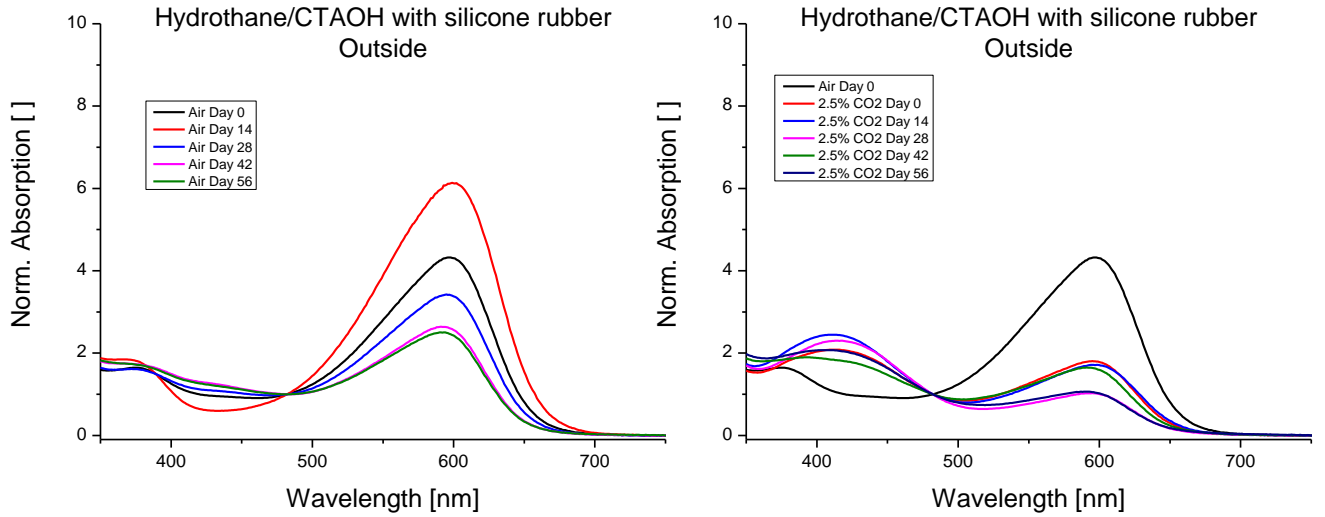 Hydrothane/CTAOH with silicone rubber
Outside
10
8
6
4
2
0
Norm. Absorption [ ]
Air Day 0
Air Day 14
Air Day 28
Air Day 42
Air Day 56
400
500
600
700
Wavelength [nm]
Hydrothane/CTAOH with silicone rubber
Outside
10
8
6
4
2
0
Norm. Absorption [ ]
Air Day 0
2.5% CO2 Day 0
2.5% CO2 Day 14
2.5% CO2 Day 28
2.5% CO2 Day 42
2.5% CO2 Day 56
400
500
600
700
Wavelength [nm]